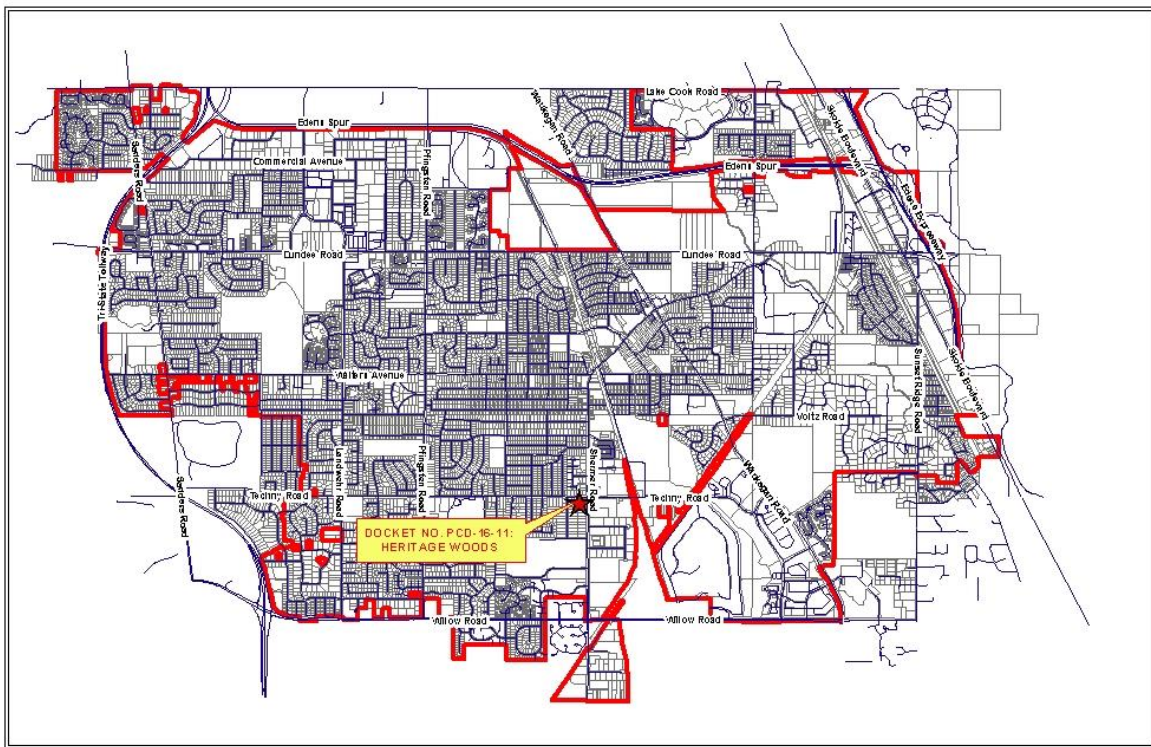 Lake Cook Road
Waukegan Road
Skokie Boulevard
Edens Spur
Commercial Avenue
Pfingsten Road
Sanders Road
Edens Spur
Edens Expressway
Dundee Road
Dundee Road
Tri-State Tollway
Walters Avenue
Sunset Ridge Road
Skokie Boulevard
Voltz Road
Landwehr Road
Pfingsten Road
Shermer Road
Waukegan Road
Sanders Road
Techny Road
Techny Road
DOCKET NO. PCD-16-11:
HERITAGE WOODS
Willow Road
Willow Road